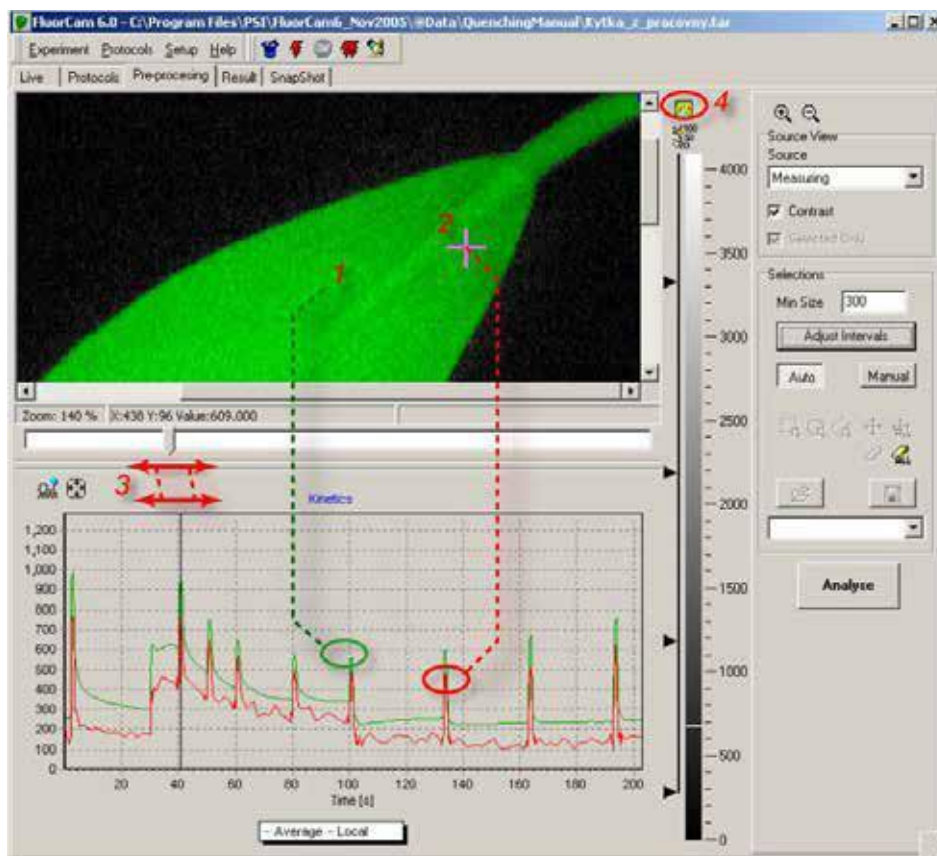 FluorCam 6.0 - C:\Program Files\PSI\FluorCam6_Nov2005\@Data\QuenchingManual\Kytka_z_pracovny.tar
Experiment Protocols Setup Help
Live Protocols Pre-procesing Result SnapShot
4
Source View
Source
Measuring
Contrast
Selected Only
Selections
Min Size 300
Adjust Intervals
Auto Manual
Analyse
1
2
4000
3500
3000
2500
2000
1500
1000
500
0
Zoom: 140 % X:438 Y:96 Value:609.000
3
Kinetics
1,200
1,100
1,000
900
800
700
600
500
400
300
200
100
0
20 40 60 80 100 120 140 160 180 200
Time [s]
- Average - Local